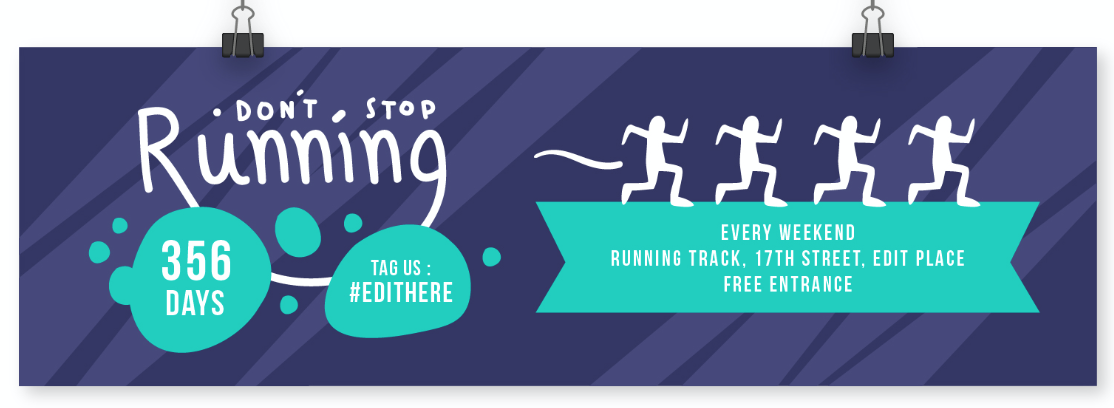 DON'T STOP
Running
356
DAYS
TAG US :
#EDITHERE
EVERY WEEKEND
RUNNING TRACK, 17TH STREET, EDIT PLACE
FREE ENTRANCE